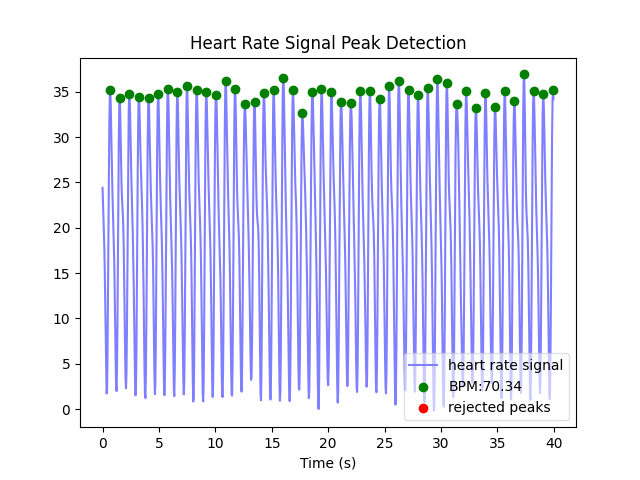 Heart Rate Signal Peak Detection
35
30
25
20
15
10
5
0
heart rate signal
BPM:70.34
rejected peaks
0 5 10 15 20 25 30 35 40
Time (s)